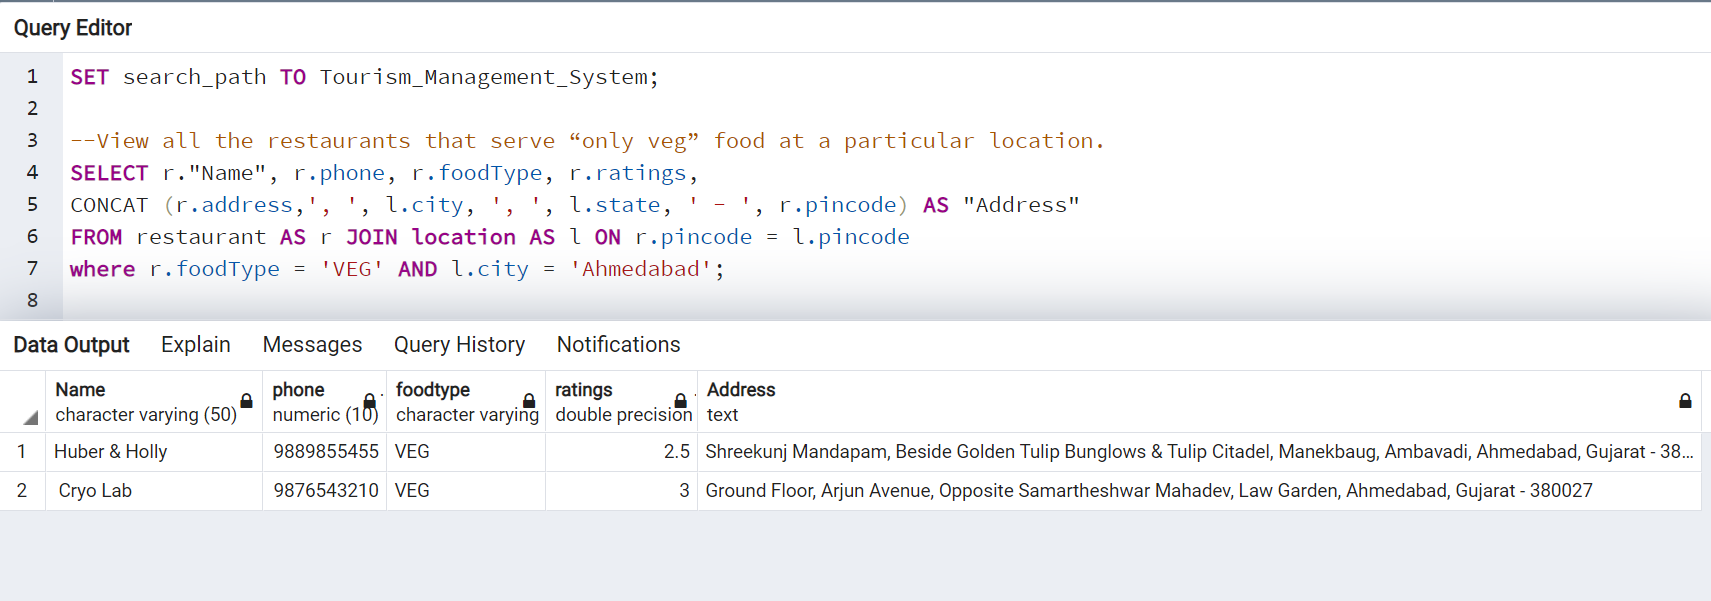 Query Editor
1 SET search_path TO Tourism_Management_System;
2
3 --View all the restaurants that serve “only veg” food at a particular location.
4 SELECT r."Name", r.phone, r.foodType, r.ratings,
5 CONCAT (r.address,', ', l.city, ', ', l.state, ' - ', r.pincode) AS "Address"
6 FROM restaurant AS r JOIN location AS l ON r.pincode = l.pincode
7 where r.foodType = 'VEG' AND l.city = 'Ahmedabad';
8
Data Output Explain Messages Query History Notifications
Name phone foodtype ratings Address
character varying (50) numeric (10) character varying double precision text
1 Huber & Holly 9889855455 VEG 2.5 Shreekunj Mandapam, Beside Golden Tulip Bunglows & Tulip Citadel, Manekbaug, Ambavadi, Ahmedabad, Gujarat - 38...
2 Cryo Lab 9876543210 VEG 3 Ground Floor, Arjun Avenue, Opposite Samartheshwar Mahadev, Law Garden, Ahmedabad, Gujarat - 380027